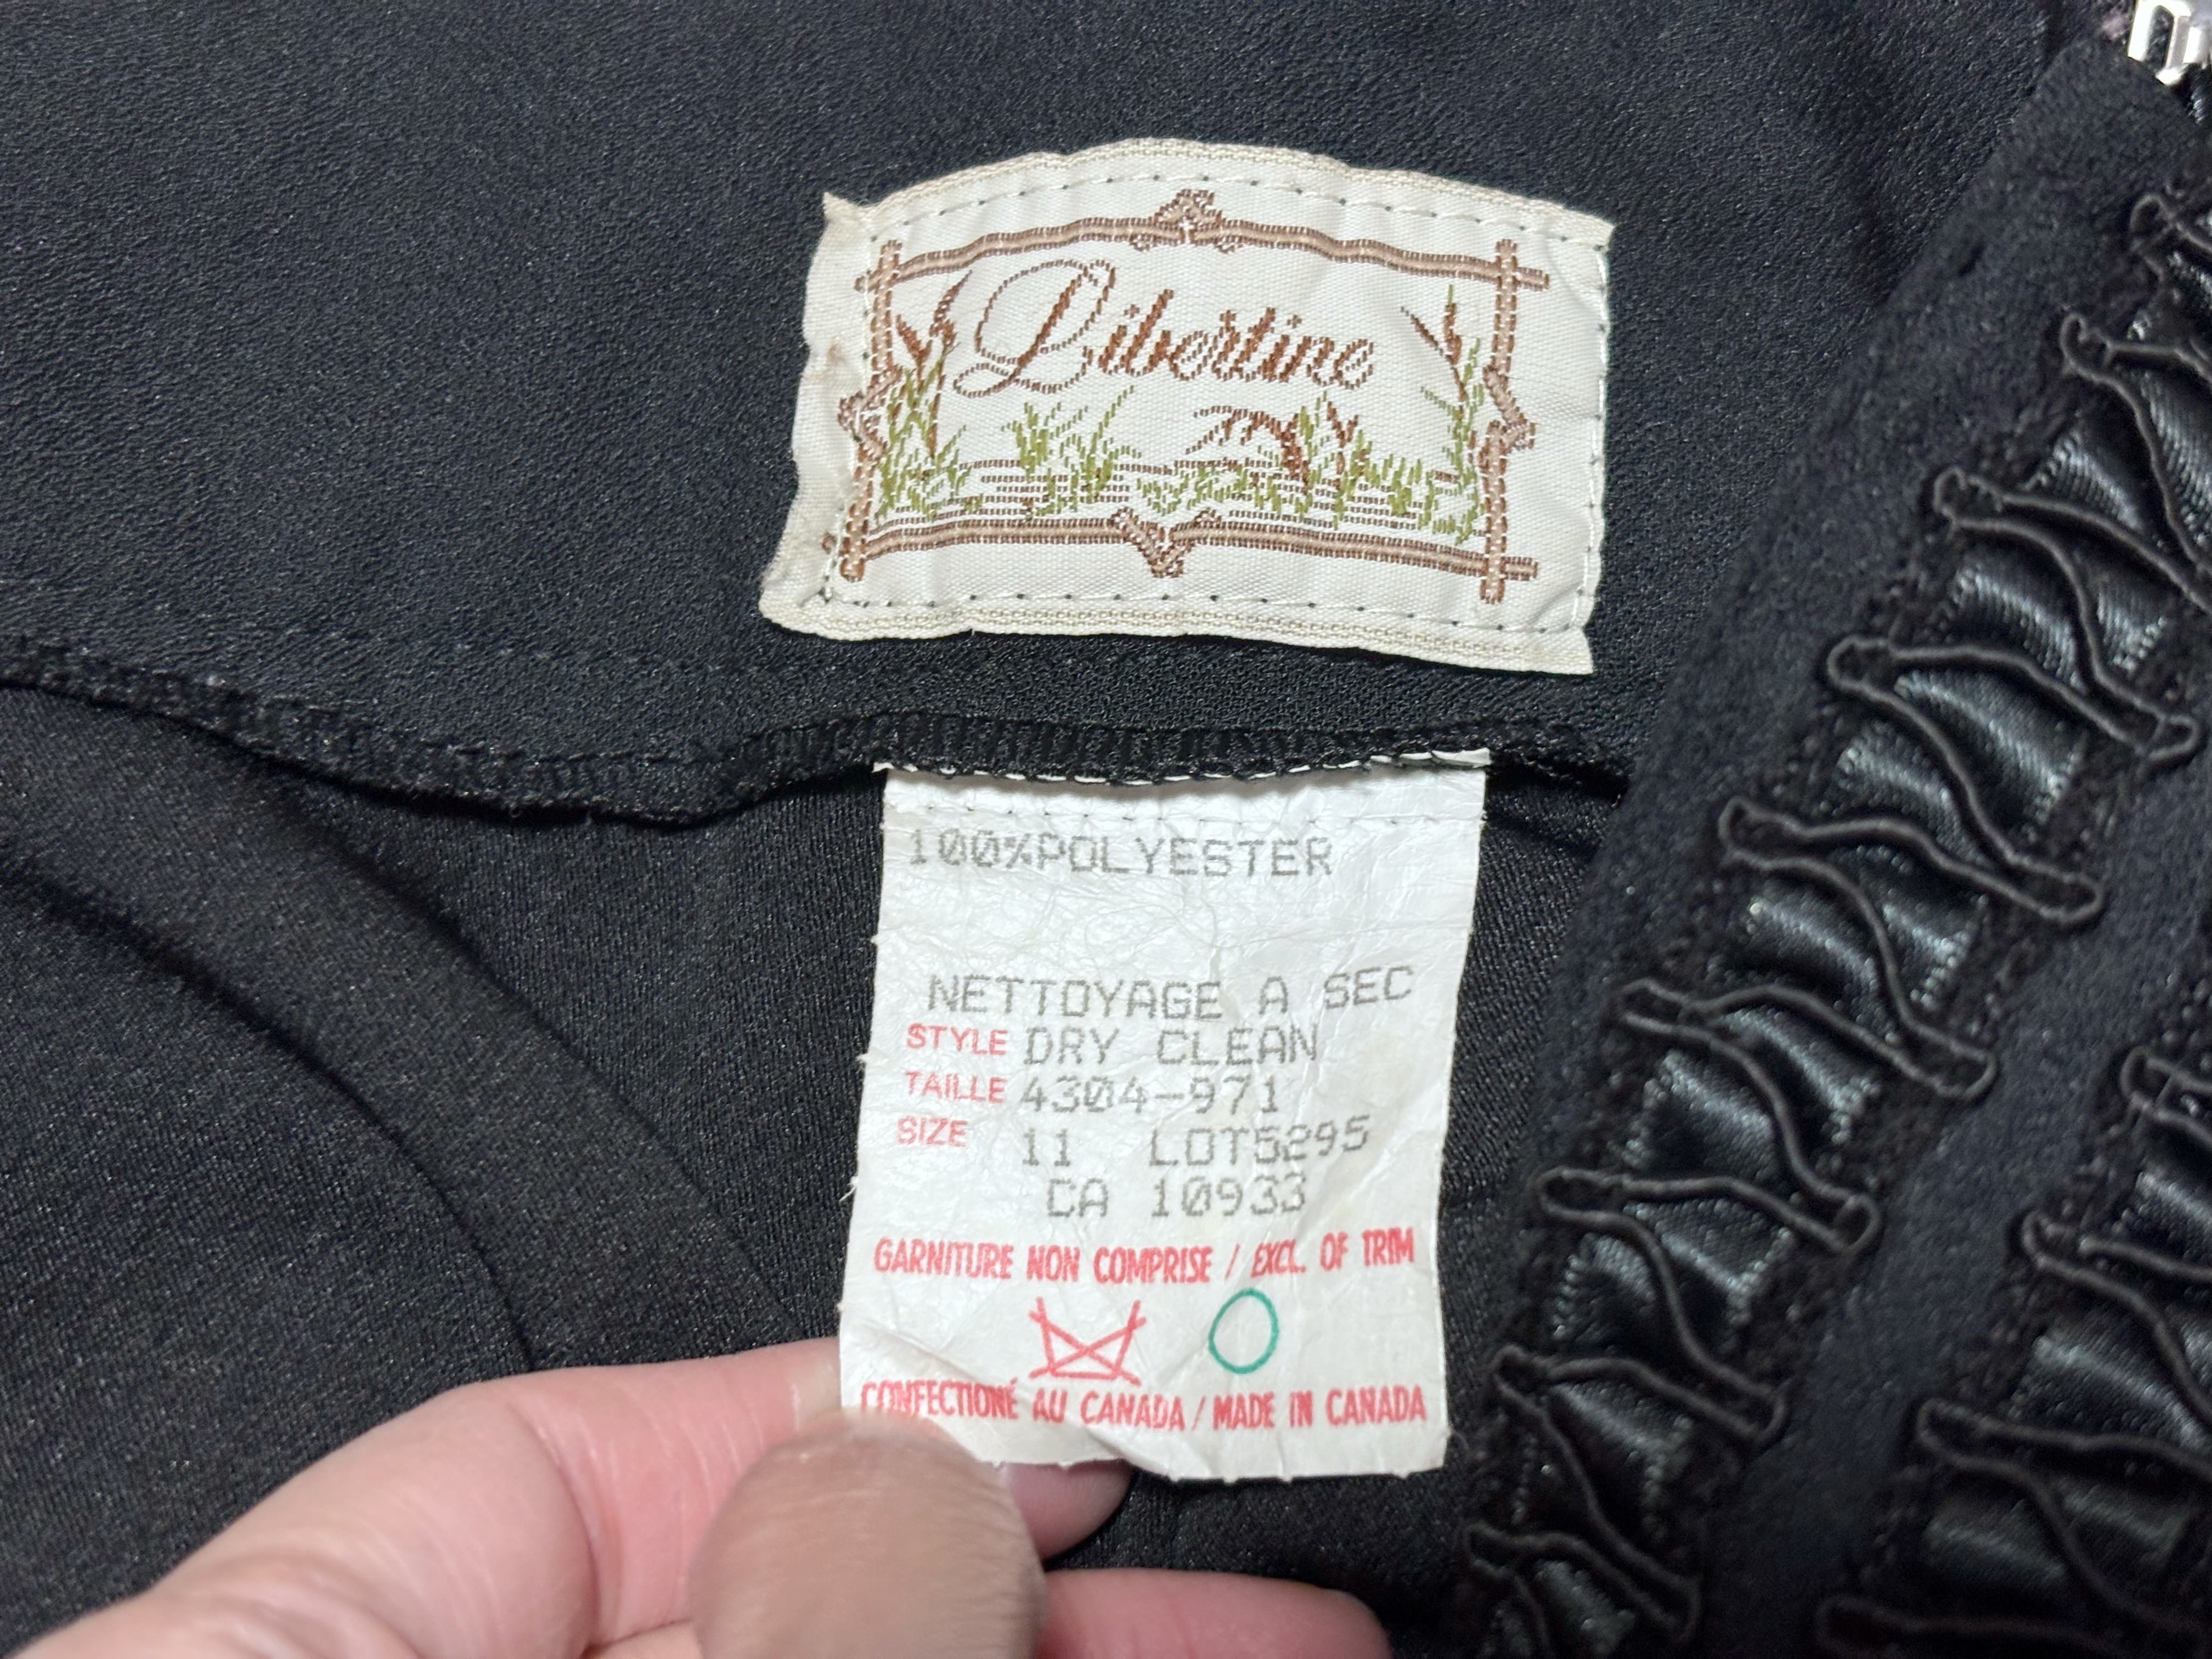 Libertine
100%POLYESTER
NETTOYAGE A SEC
STYLE DRY CLEAN
TAILLE 4304-971
SIZE 11 LOT5295
CA 10933
GARNITURE NON COMPRISE / EXCL. OF TRIM
CONFECTIONÉ AU CANADA / MADE IN CANADA